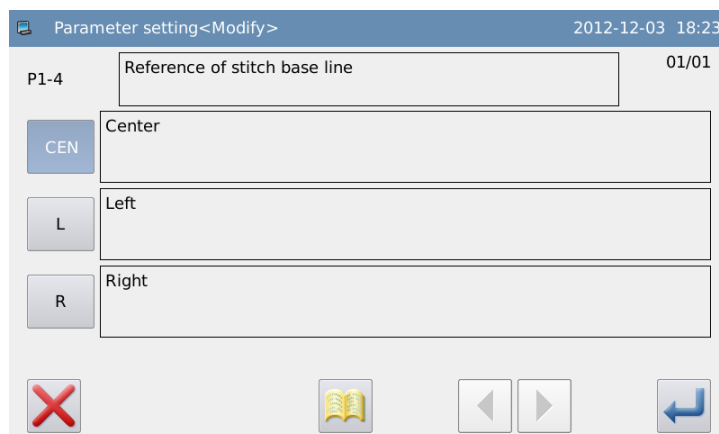 Parameter setting<Modify> 2012-12-03 18:23
P1-4 Reference of stitch base line 01/01
CEN Center
L Left
R Right